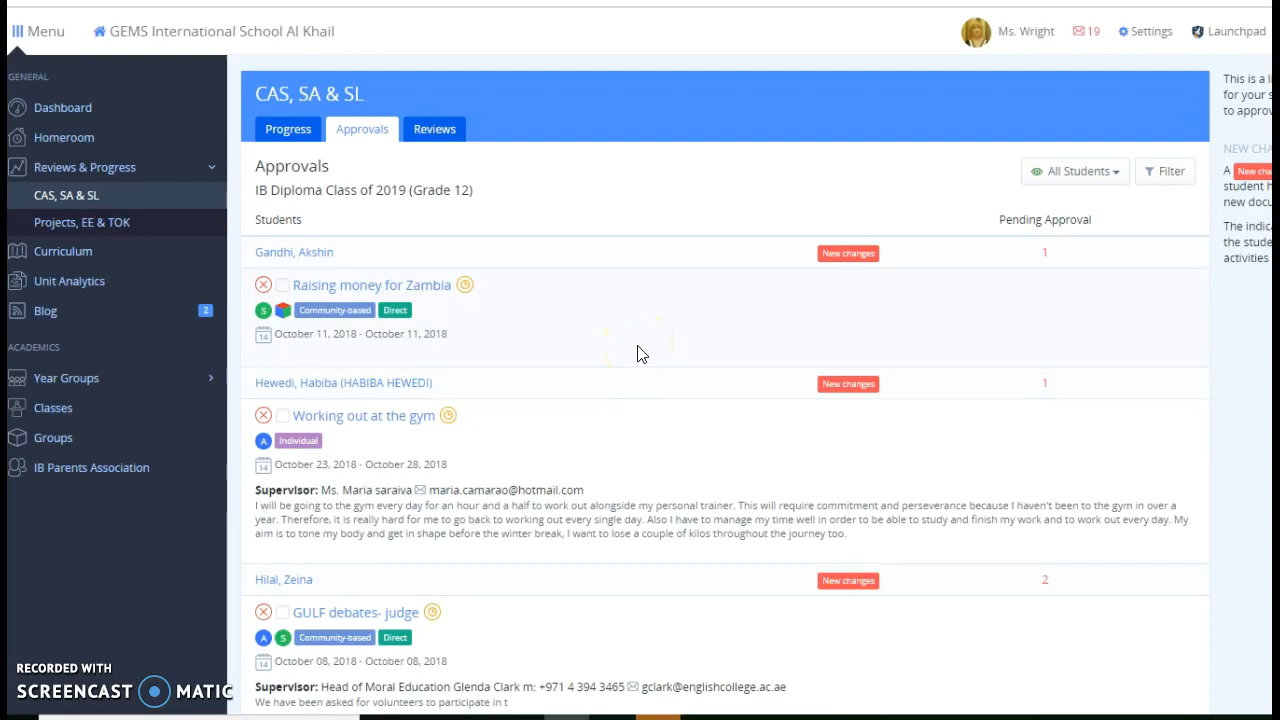 Menu
GEMS International School Al Khail
Ms. Wright
19
Settings
Launchpad
GENERAL
Dashboard
Homeroom
Reviews & Progress
CAS, SA & SL
Projects, EE & TOK
Curriculum
Unit Analytics
Blog
2
ACADEMICS
Year Groups
Classes
Groups
IB Parents Association
RECORDED WITH
SCREENCAST MATIC
CAS, SA & SL
Progress
Approvals
Reviews
Approvals
IB Diploma Class of 2019 (Grade 12)
All Students
Filter
Students
Pending Approval
Gandhi, Akshin
New changes
1
Raising money for Zambia
S
Community-based
Direct
14
October 11, 2018 - October 11, 2018
Hewedi, Habiba (HABIBA HEWEDI)
New changes
1
Working out at the gym
A
Individual
14
October 23, 2018 - October 28, 2018
Supervisor: Ms. Maria saraiva maria.camarao@hotmail.com
I will be going to the gym every day for an hour and a half to work out alongside my personal trainer. This will require commitment and perseverance because I haven't been to the gym in over a
year. Therefore, it is really hard for me to go back to working out every single day. Also I have to manage my time well in order to be able to study and finish my work and to work out every day. My
aim is to tone my body and get in shape before the winter break, I want to lose a couple of kilos throughout the journey too.
Hilal, Zeina
New changes
2
GULF debates- judge
A
S
Community-based
Direct
14
October 08, 2018 - October 08, 2018
Supervisor: Head of Moral Education Glenda Clark m: +971 4 394 3465 gclark@englishcollege.ac.ae
We have been asked for volunteers to participate in t
This is a l
for your s
to approv
NEW CHA
A New cha
student h
new docu
The indic
the stude
activities